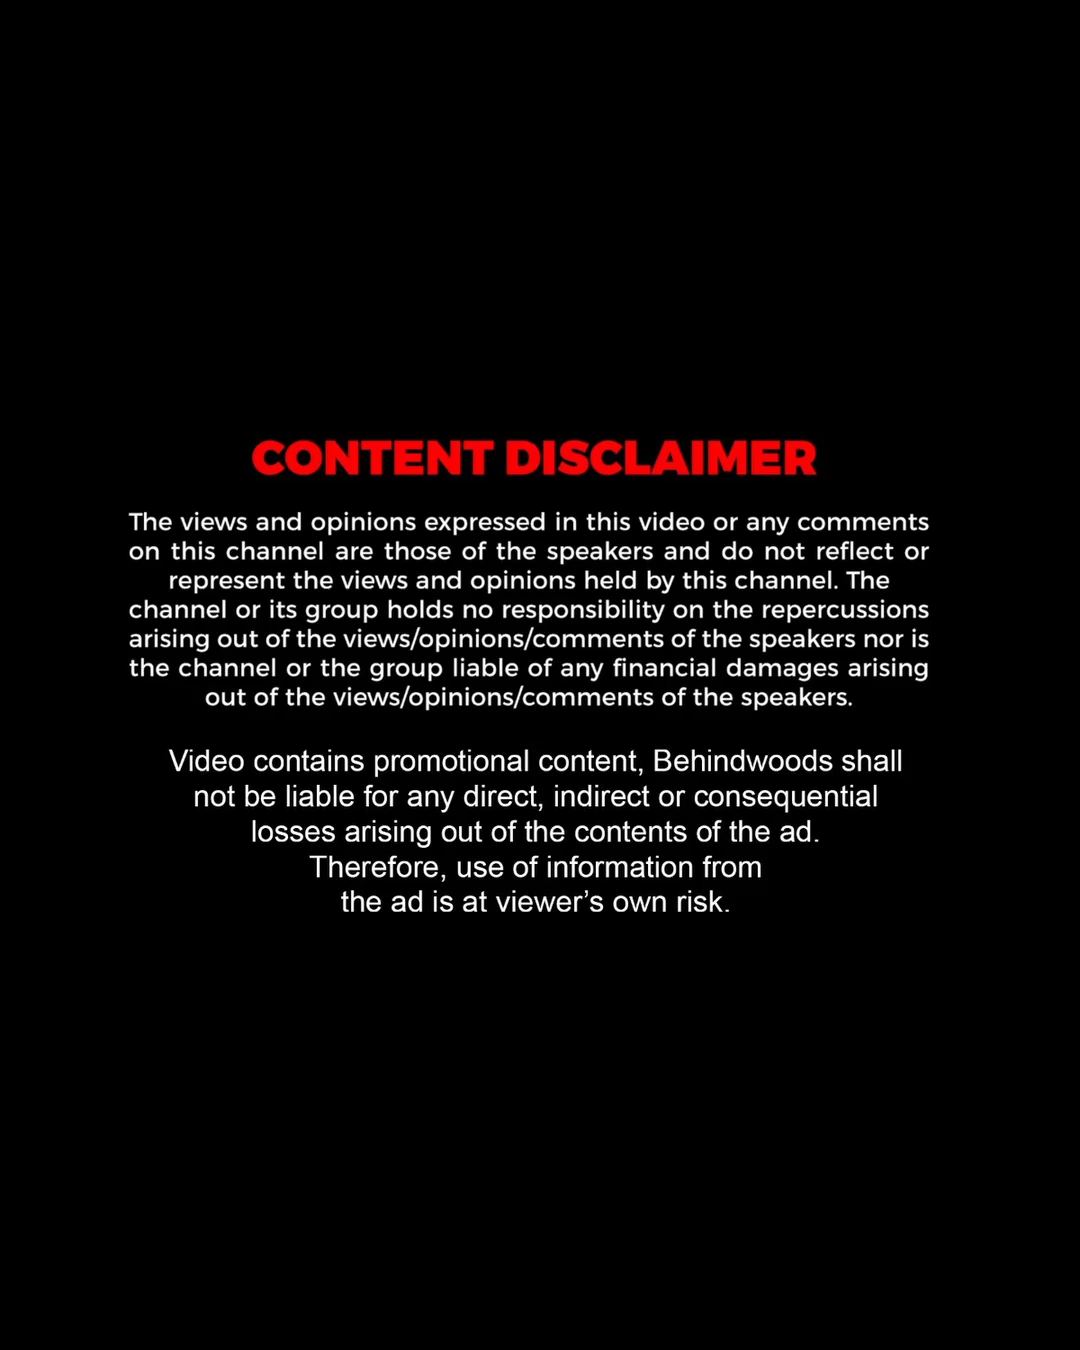 CONTENT DISCLAIMER
The views and opinions expressed in this video or any comments
on this channel are those of the speakers and do not reflect or
represent the views and opinions held by this channel. The
channel or its group holds no responsibility on the repercussions
arising out of the views/opinions/comments of the speakers nor is
the channel or the group liable of any financial damages arising
out of the views/opinions/comments of the speakers.
Video contains promotional content, Behindwoods shall
not be liable for any direct, indirect or consequential
losses arising out of the contents of the ad.
Therefore, use of information from
the ad is at viewer’s own risk.